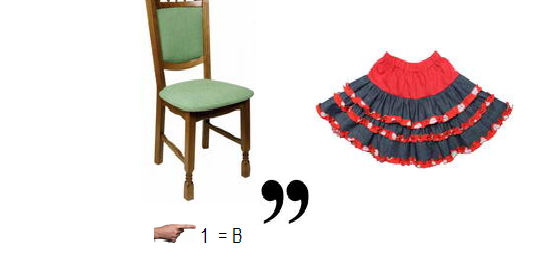 ,,
1 = B